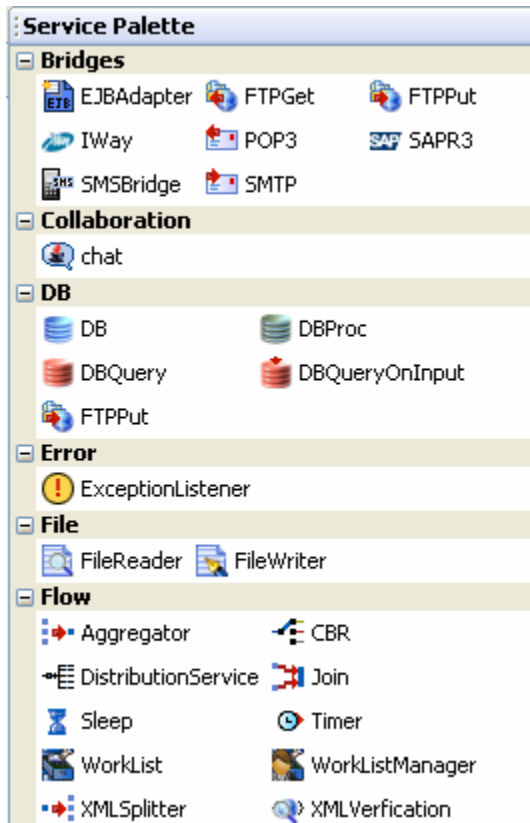 Service Palette
Bridges
EJBAdapter FTPGet FTPPut
IWay POP3 SAPR3
SMSBridge SMTP
Collaboration
chat
DB
DB DBProc
DBQuery DBQueryOnInput
FTPPut
Error
ExceptionListener
File
FileReader FileWriter
Flow
Aggregator CBR
DistributionService Join
Sleep Timer
WorkList WorkListManager
XMLSplitter XMLVerfication